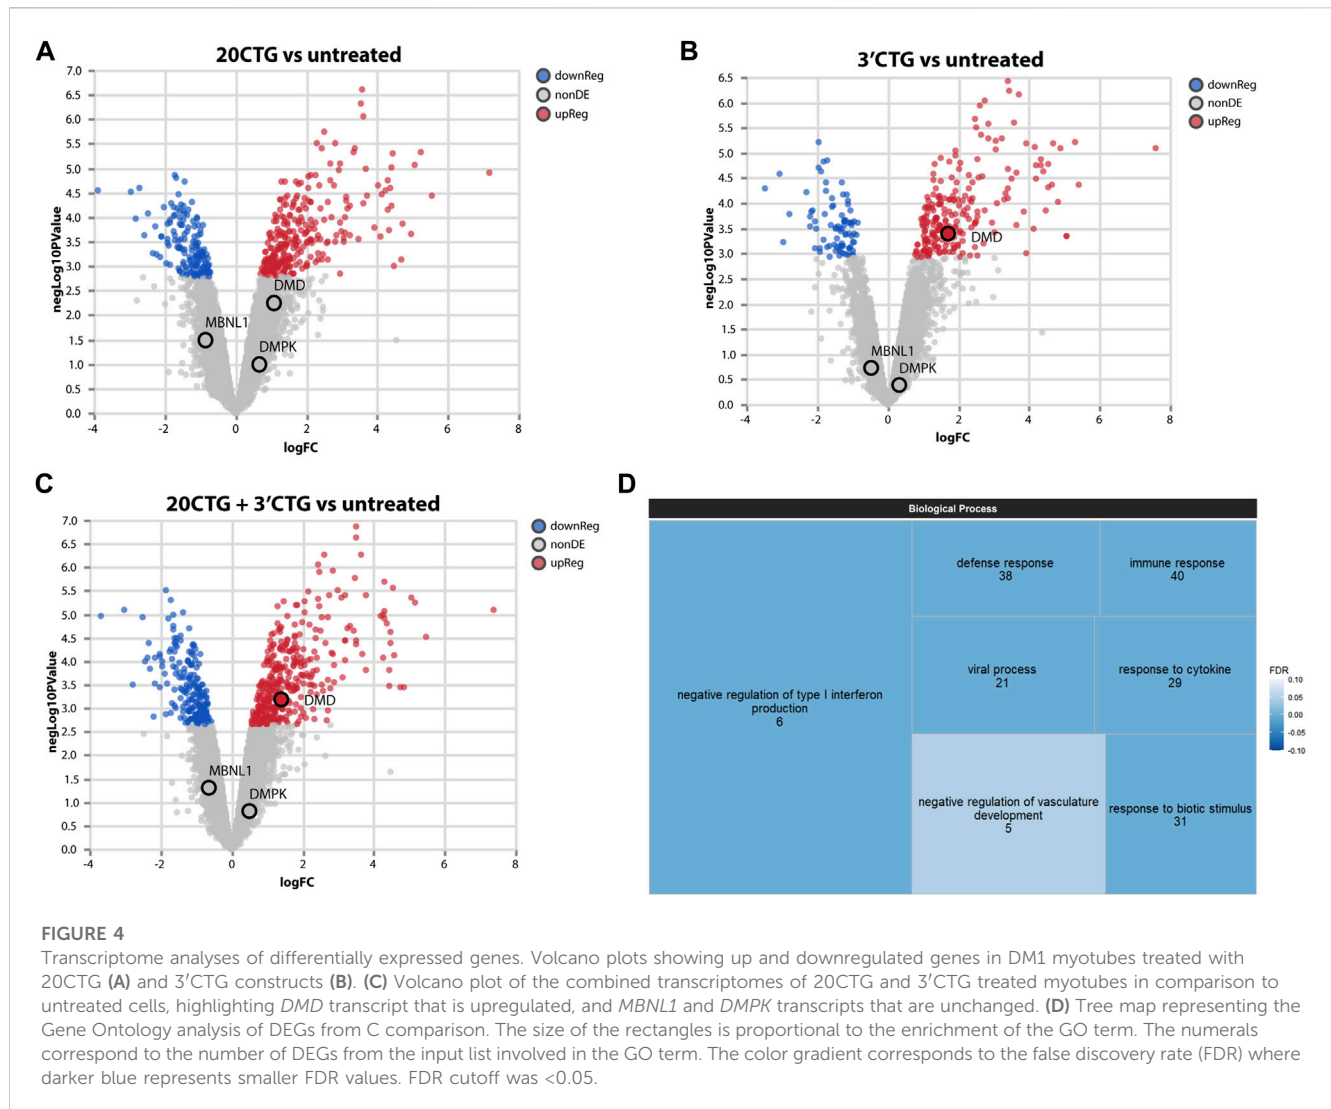 A
20CTG vs untreated
7.0
6.5
6.0
5.5
5.0
4.5
4.0
3.5
3.0
2.5
2.0
1.5
1.0
0.5
0.0
negLog10PValue
-4
-2
0
2
4
6
8
logFC
downReg
nonDE
upReg
DMD
MBNL1
DMPK
B
3′CTG vs untreated
6.5
6.0
5.5
5.0
4.5
4.0
3.5
3.0
2.5
2.0
1.5
1.0
0.5
0.0
negLog10PValue
-4
-2
0
2
4
6
8
logFC
downReg
nonDE
upReg
DMD
MBNL1
DMPK
C
20CTG + 3′CTG vs untreated
7.0
6.5
6.0
5.5
5.0
4.5
4.0
3.5
3.0
2.5
2.0
1.5
1.0
0.5
0.0
negLog10PValue
-4
-2
0
2
4
6
8
logFC
downReg
nonDE
upReg
DMD
MBNL1
DMPK
D
Biological Process
negative regulation of type I interferon
production
6
defense response
38
immune response
40
viral process
21
response to cytokine
29
negative regulation of vasculature
development
5
response to biotic stimulus
31
FDR
0.10
0.05
0.00
-0.05
-0.10
FIGURE 4
Transcriptome analyses of differentially expressed genes. Volcano plots showing up and downregulated genes in DM1 myotubes treated with
20CTG (A) and 3′CTG constructs (B). (C) Volcano plot of the combined transcriptomes of 20CTG and 3′CTG treated myotubes in comparison to
untreated cells, highlighting DMD transcript that is upregulated, and MBNL1 and DMPK transcripts that are unchanged. (D) Tree map representing the
Gene Ontology analysis of DEGs from C comparison. The size of the rectangles is proportional to the enrichment of the GO term. The numerals
correspond to the number of DEGs from the input list involved in the GO term. The color gradient corresponds to the false discovery rate (FDR) where
darker blue represents smaller FDR values. FDR cutoff was <0.05.